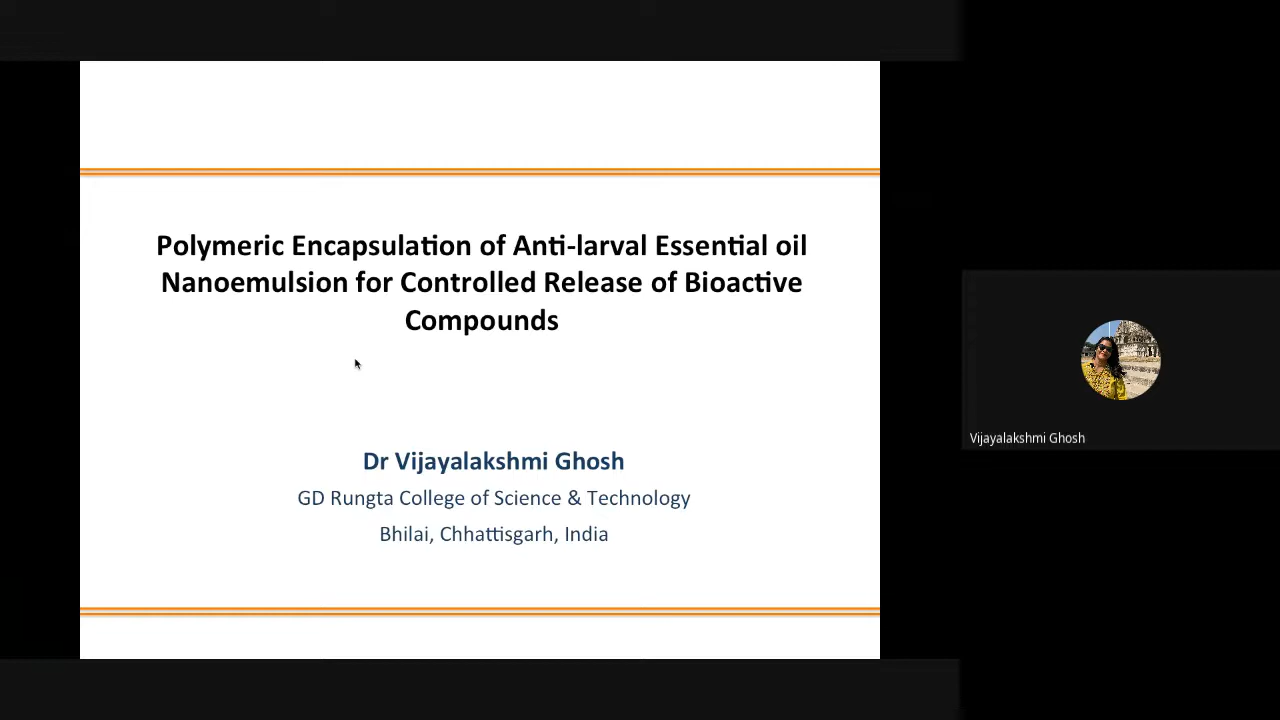 Polymeric Encapsulation of Anti-larval Essential oil
Nanoemulsion for Controlled Release of Bioactive
Compounds
Dr Vijayalakshmi Ghosh
GD Rungta College of Science & Technology
Bhilai, Chhattisgarh, India
Vijayalakshmi Ghosh